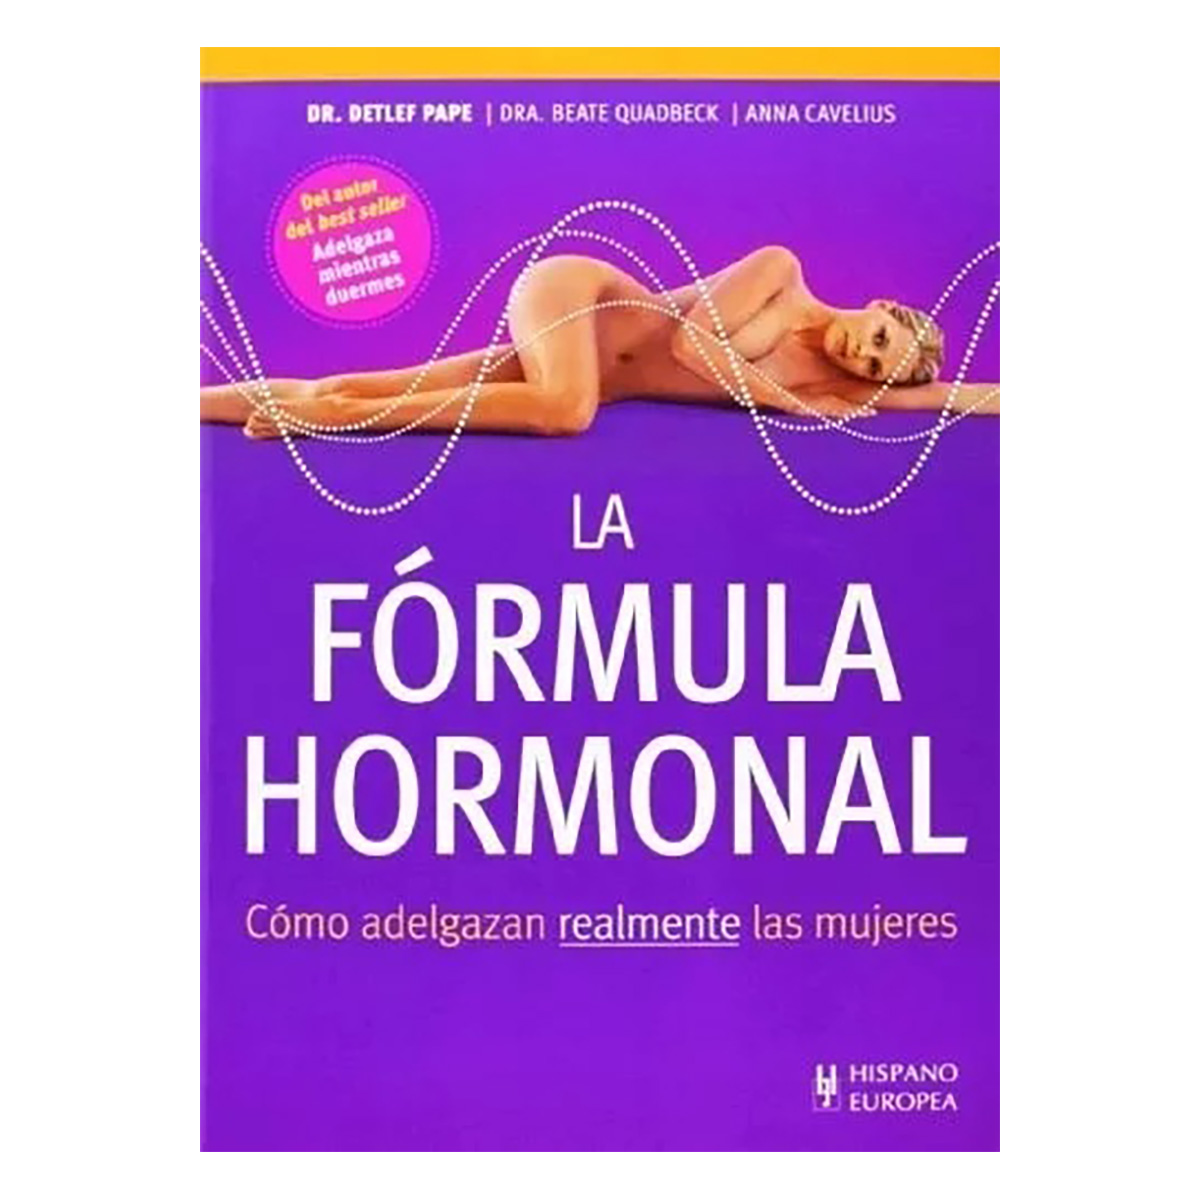 DR. DETLEF PAPE | DRA. BEATE QUADBECK | ANNA CAVELIUS
Del autor
del best seller
Adelgaza
mientras
duermes
LA
FÓRMULA
HORMONAL
Cómo adelgazan realmente las mujeres
HISPANO
EUROPEA